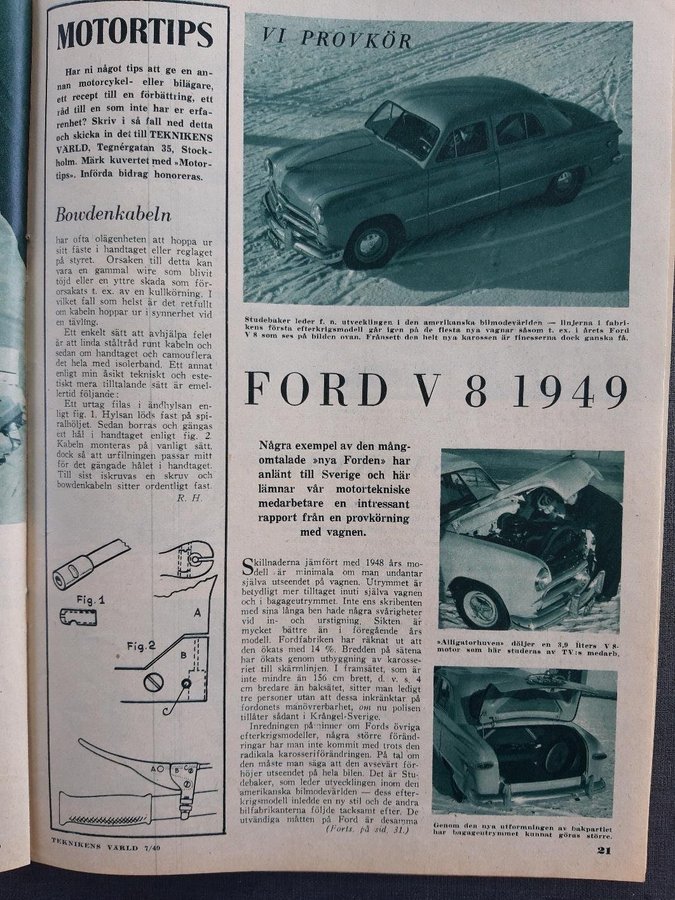 MOTORTIPS
Har ni något tips att ge en an-
nan motorcykel- eller bilägare,
ett recept till en förbättring, ett
råd till en som inte har er erfa-
renhet? Skriv i så fall ned detta
och skicka in det till TEKNIKENS
VÄRLD, Tegnérgatan 35, Stock-
holm. Märk kuvertet med »Motor-
tips». Införda bidrag honoreras.
Bowdenkabeln
har ofta olägenheten att hoppa ur
sitt fäste i handtaget eller reglaget
på styret. Orsaken till detta kan
vara en gammal wire som blivit
töjd eller en yttre skada som för-
orsakats t. ex. av en kullkörning. I
vilket fall som helst är det retfullt
om kabeln hoppar ur i synnerhet vid
en tävling.
Ett enkelt sätt att avhjälpa felet
är att linda ståltråd runt kabeln och
sedan om handtaget och camouflera
det hela med isolerband. Ett annat
enligt min åsikt tekniskt och este-
tiskt mera tilltalande sätt är emel-
lertid följande:
Ett urtag filas i ändhylsan en-
ligt fig. 1. Hylsan löds fast på spi-
ralhöljet. Sedan borras och gängas
ett hål i handtaget enligt fig. 2.
Kabeln monteras på vanligt sätt,
dock så att urfilningen passar mitt
för det gängade hålet i handtaget.
Till sist iskruvas en skruv och
bowdenkabeln sitter ordentligt fast.
R. H.
Fig. 1
A
Fig. 2
B
A
B
C
TEKNIKENS VÄRLD 7/49
VI PROVKÖR
Studebaker leder f. n. utvecklingen i den amerikanska bilmodevärlden — linjerna i fabri-
kens första efterkrigsmodell går igen på de flesta nya vagnar såsom t. ex. i årets Ford
V 8 som ses på bilden ovan. Frånsett den helt nya karossen är finesserna dock ganska få.
FORD V 8 1949
Några exempel av den mång-
omtalade »nya Forden» har
anlänt till Sverige och här
lämnar vår motortekniske
medarbetare en intressant
rapport från en provkörning
med vagnen.
Skillnaderna jämfört med 1948 års mo-
dell är minimala om man undantar
själva utseendet på vagnen. Utrymmet är
betydligt mer tilltaget inuti själva vagnen
och i bagageutrymmet. Inte ens skribenten
med sina långa ben hade några svårigheter
vid in- och urstigning. Sikten är
mycket bättre än i föregående års
modell. Fordfabriken har räknat ut att
den ökats med 14 %. Bredden på sätena
har ökats genom utbyggning av karosse-
riet till skärmlinjen. I framsätet, som är
inte mindre än 156 cm brett, d. v. s. 4
cm bredare än baksätet, sitter man ledigt
tre personer utan att dessa inkräktar på
fordonets manövrerbarhet, om nu polisen
tillåter sådant i Krångel-Sverige.
Inredningen påminner om Fords övriga
efterkrigsmodeller, några större föränd-
ringar har man inte kommit med trots den
radikala karosseriförändringen. På tal om
den måste man säga att den avsevärt för-
höjer utseendet på hela bilen. Det är Stu-
debaker, som leder utvecklingen inom den
amerikanska bilmodevärlden — dess efter-
krigsmodell inledde en ny stil och de andra
bilfabrikanterna följde tacksamt efter. De
utvändiga måtten på Ford är desamma
(Forts. på sid. 31.)
»Alligatorhuven» döljer en 3,9 liters V 8-
motor som här studeras av TV:s medarb.
Genom den nya utformningen av bakpartiet
har bagageutrymmet kunnat göras större.
21